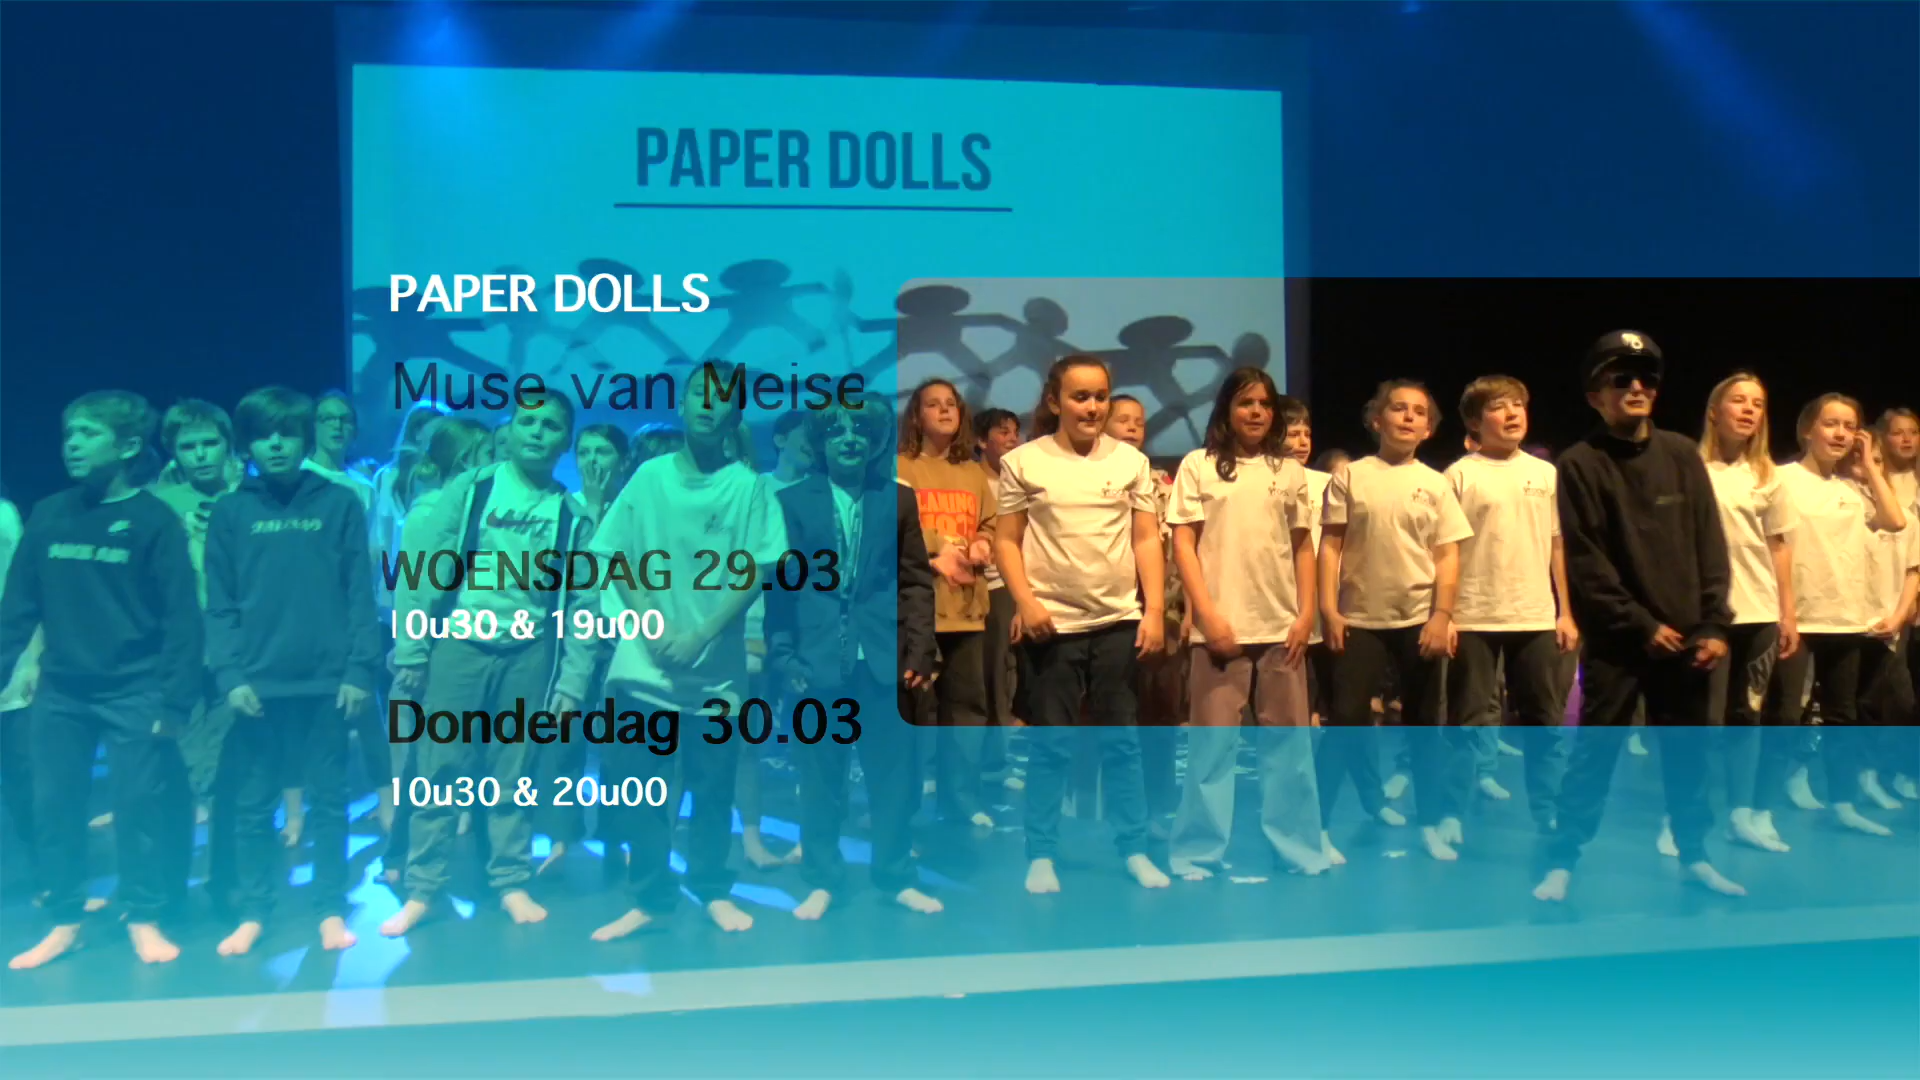 PAPER DOLLS
PAPER DOLLS
Muse van Meise
WOENSDAG 29.03
10u30 & 19u00
Donderdag 30.03
10u30 & 20u00